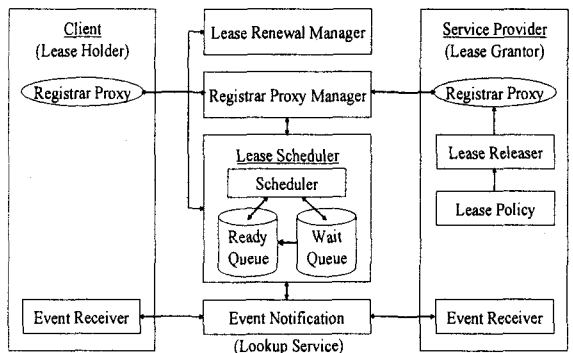 Client
(Lease Holder)
Registrar Proxy
Event Receiver
Lease Renewal Manager
Registrar Proxy Manager
Lease Scheduler
Scheduler
Ready
Queue
Wait
Queue
Event Notification
(Lookup Service)
Service Provider
(Lease Grantor)
Registrar Proxy
Lease Releaser
Lease Policy
Event Receiver